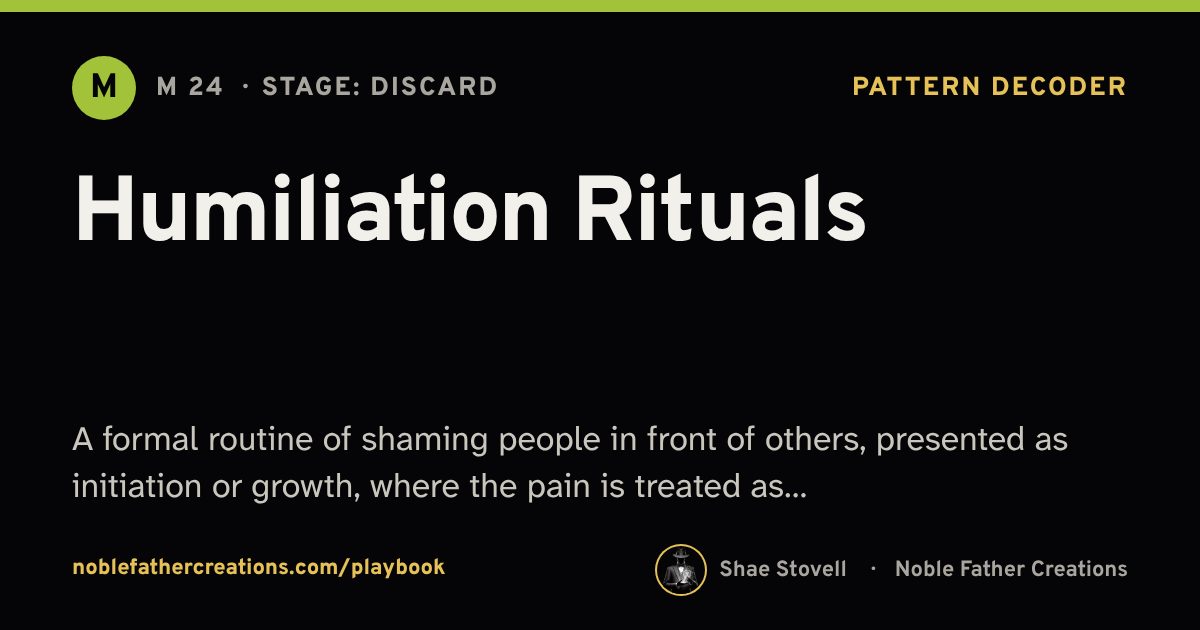 M
M 24 · STAGE: DISCARD
PATTERN DECODER
Humiliation Rituals
A formal routine of shaming people in front of others, presented as
initiation or growth, where the pain is treated as...
noblefathercreations.com/playbook
Shae Stovell · Noble Father Creations